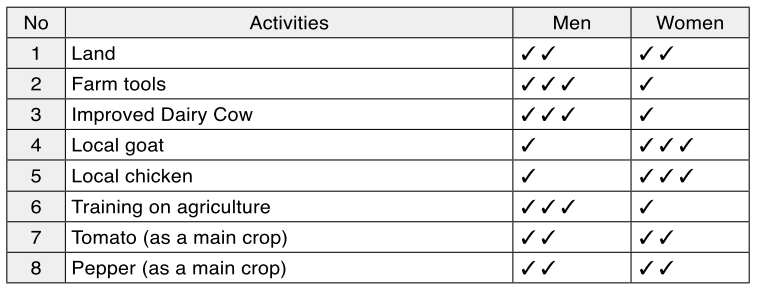 No Activities Men Women
1 Land ✓✓ ✓✓
2 Farm tools ✓✓✓ ✓
3 Improved Dairy Cow ✓✓✓ ✓
4 Local goat ✓ ✓✓✓
5 Local chicken ✓ ✓✓✓
6 Training on agriculture ✓✓✓ ✓
7 Tomato (as a main crop) ✓✓ ✓✓
8 Pepper (as a main crop) ✓✓ ✓✓